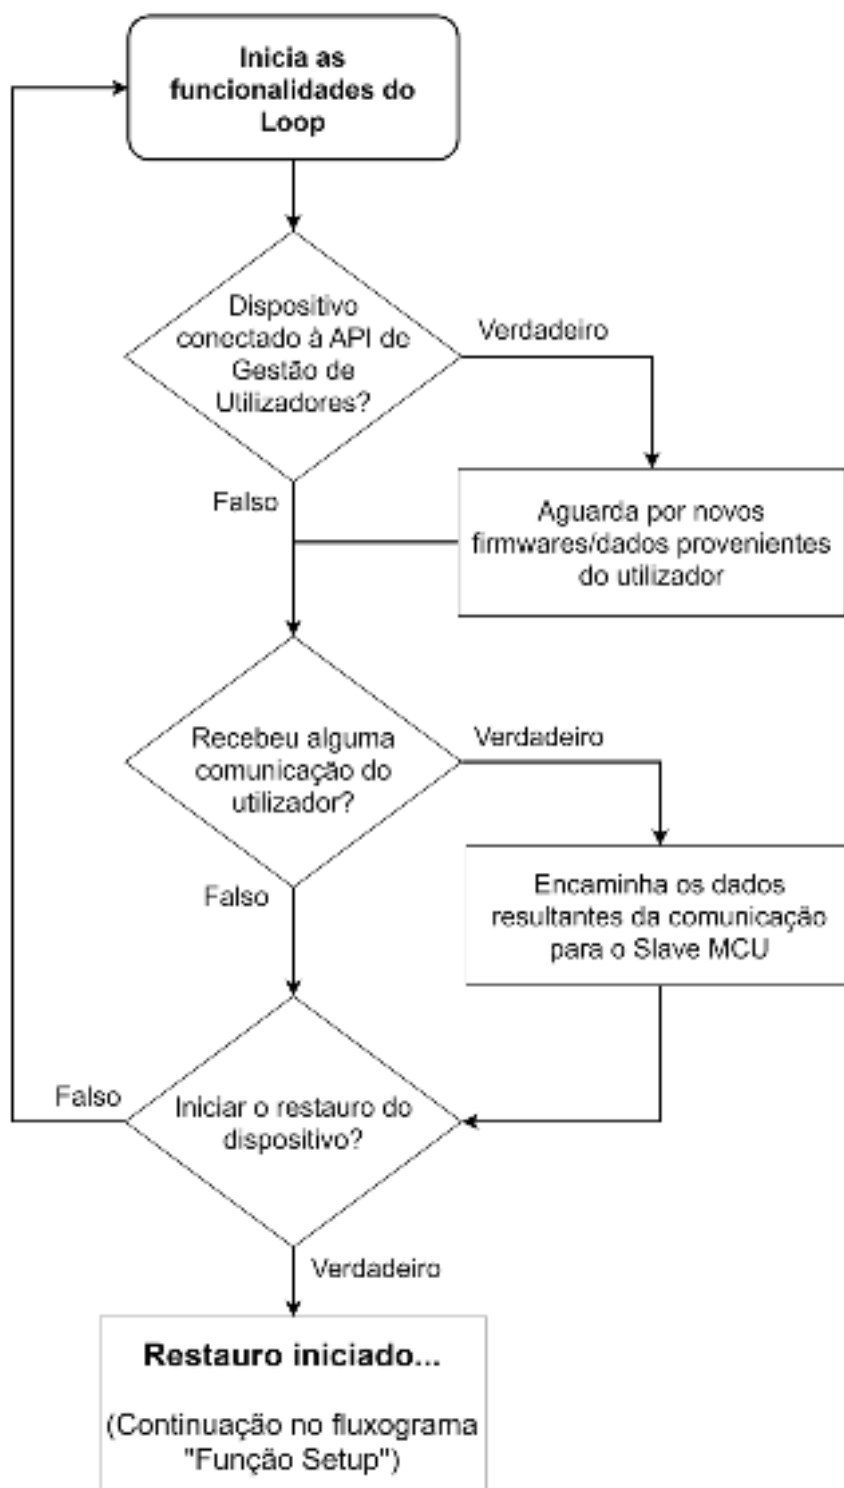 Inicia as
funcionalidades do
Loop
Dispositivo
conectado à API de
Gestão de
Utilizadores?
Verdadeiro
Falso
Aguarda por novos
firmwares/dados provenientes
do utilizador
Recebeu alguma
comunicação do
utilizador?
Verdadeiro
Falso
Encaminha os dados
resultantes da comunicação
para o Slave MCU
Falso
Iniciar o restauro do
dispositivo?
Verdadeiro
Restauro iniciado...
(Continuação no fluxograma
"Função Setup")